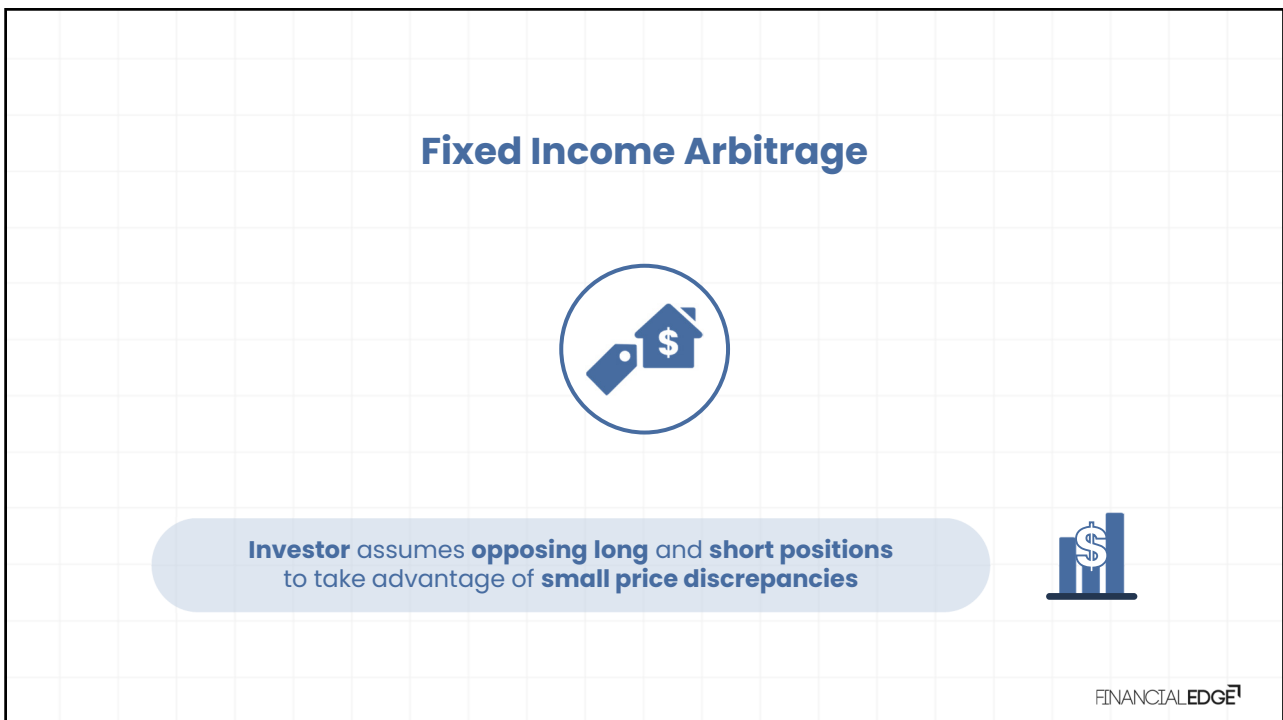 Fixed Income Arbitrage
$
Investor assumes opposing long and short positions
to take advantage of small price discrepancies
$
FINANCIALEDGE